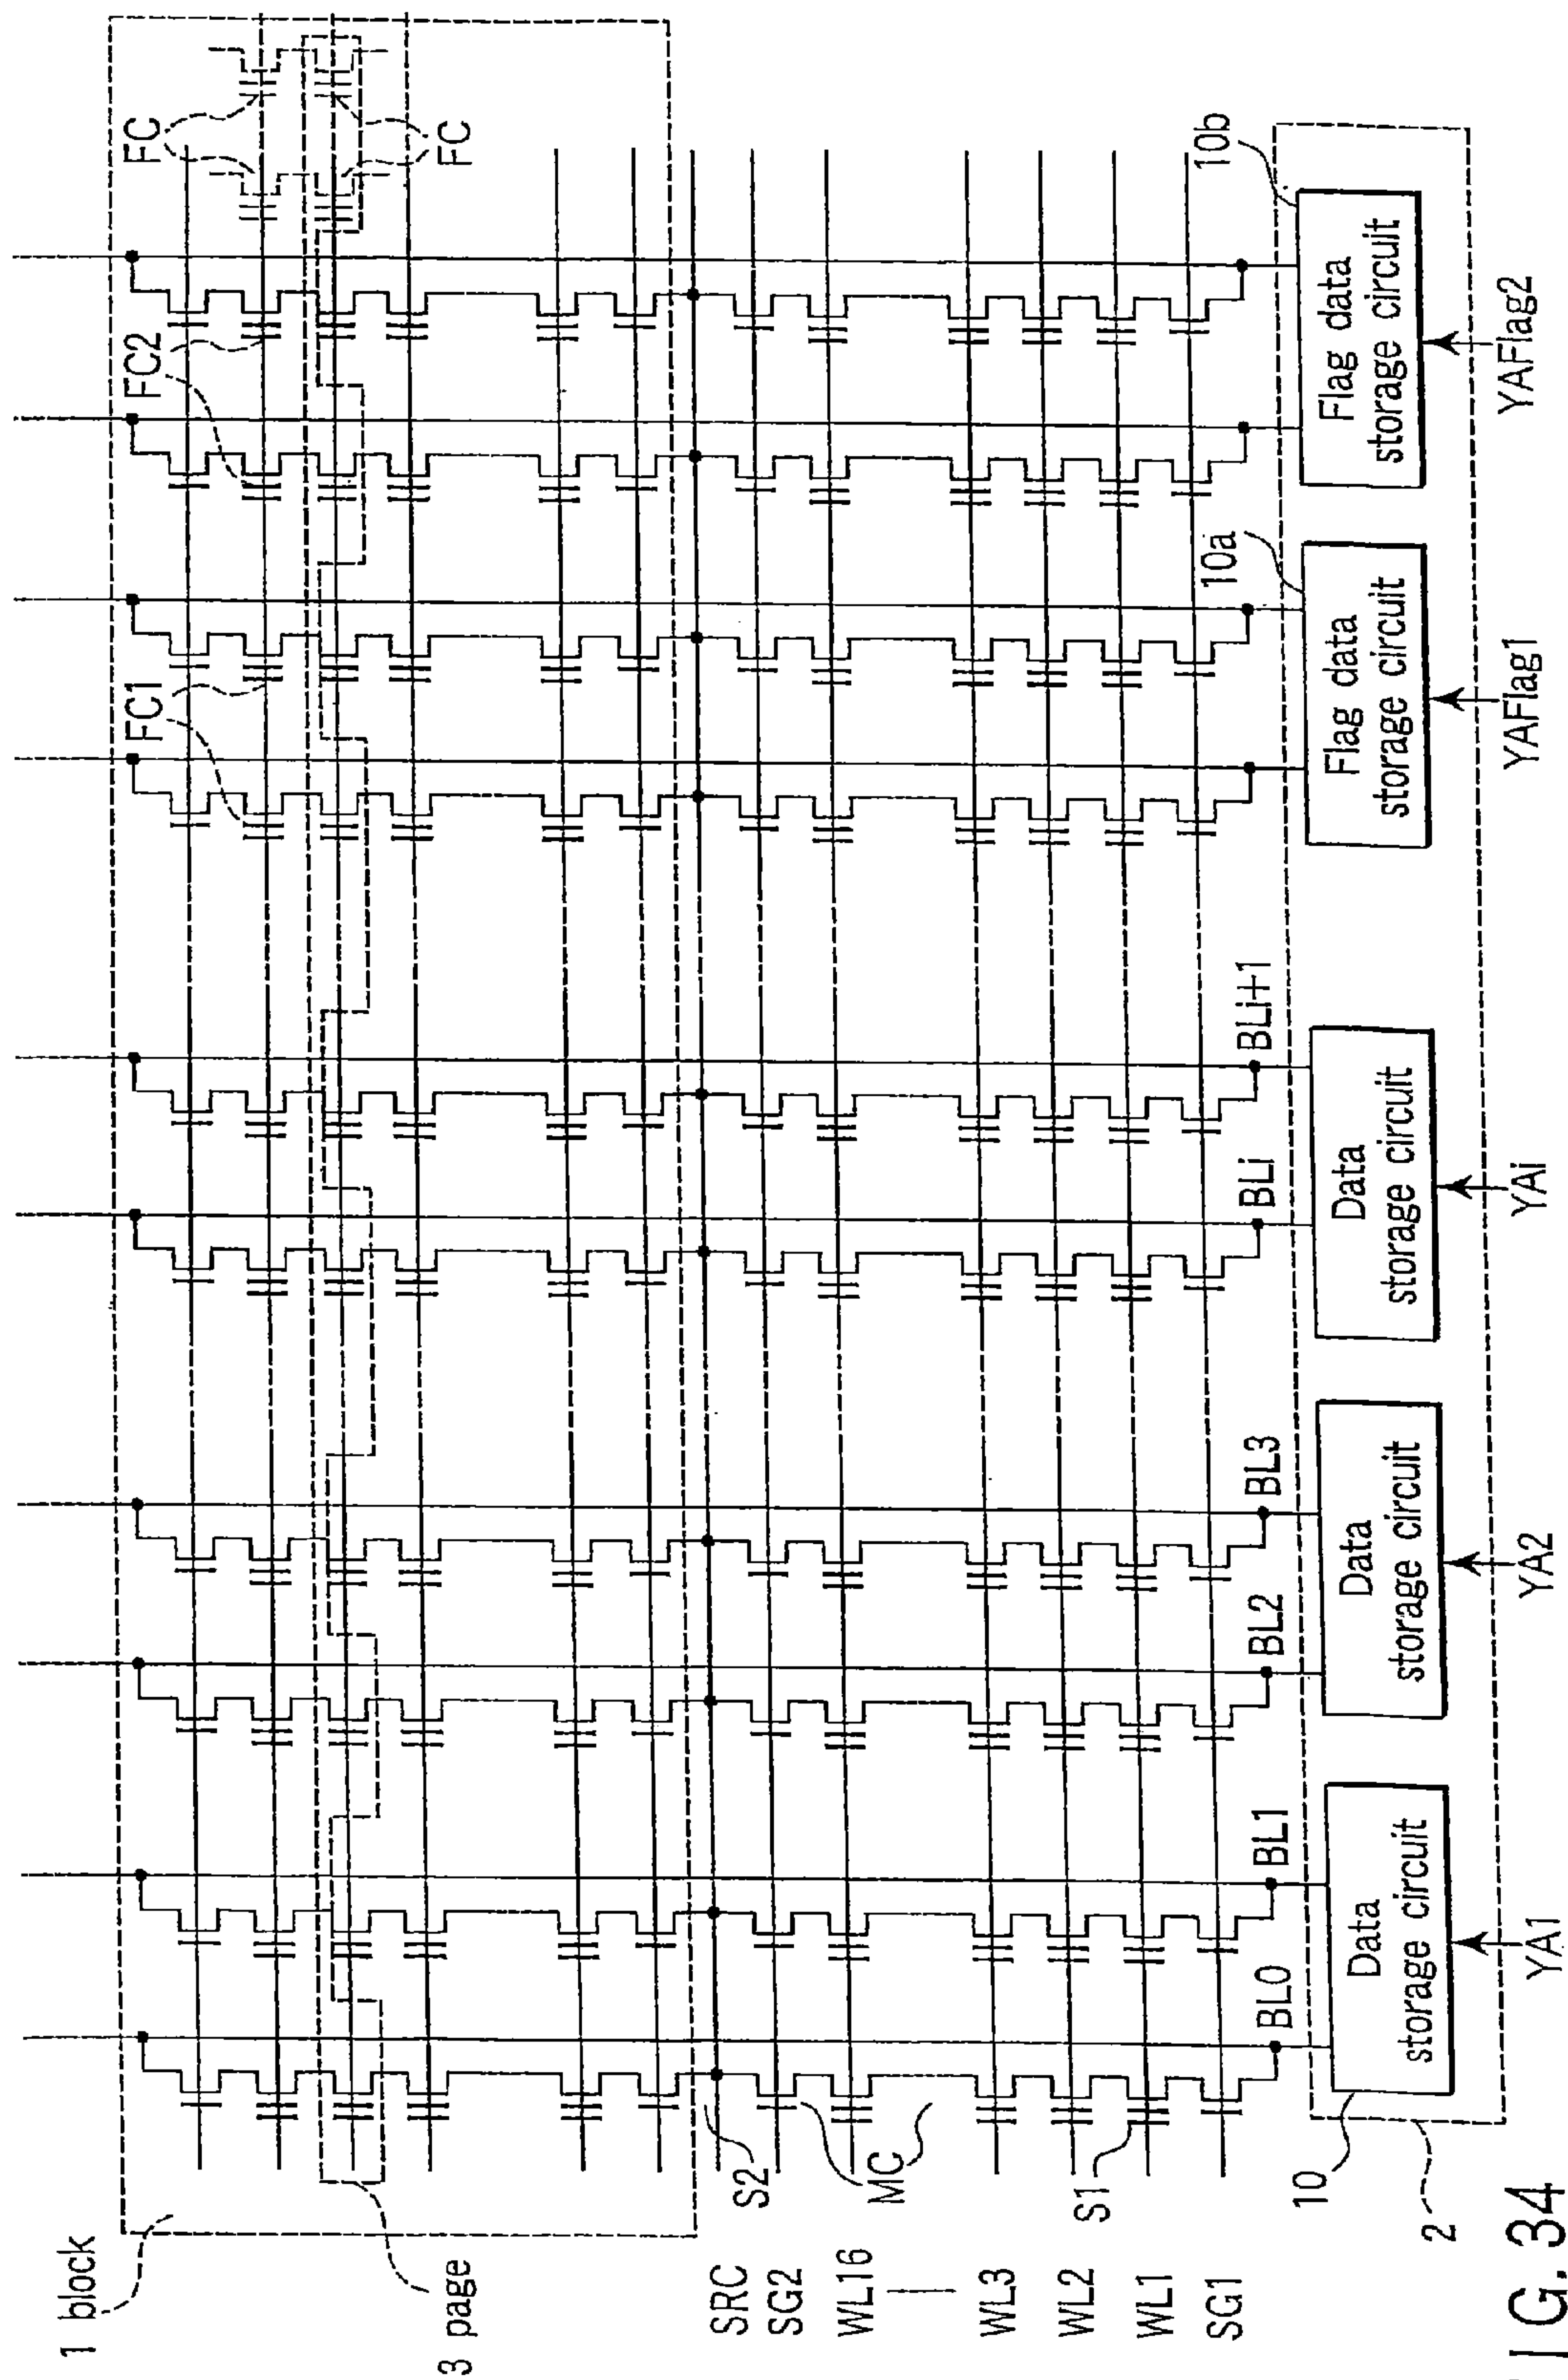 1 block
3 page
FC
FC
FC2
FC1
SRC
SG2
WL16
WL3
WL2
WL1
SG1
S2
MC
S1
10
2
BL0
BL1
BL2
BL3
BLi
BLi+1
10a
10b
Data
storage circuit
Data
storage circuit
Data
storage circuit
Flag data
storage circuit
Flag data
storage circuit
YA1
YA2
YAi
YAFlag1
YAFlag2
I G. 34